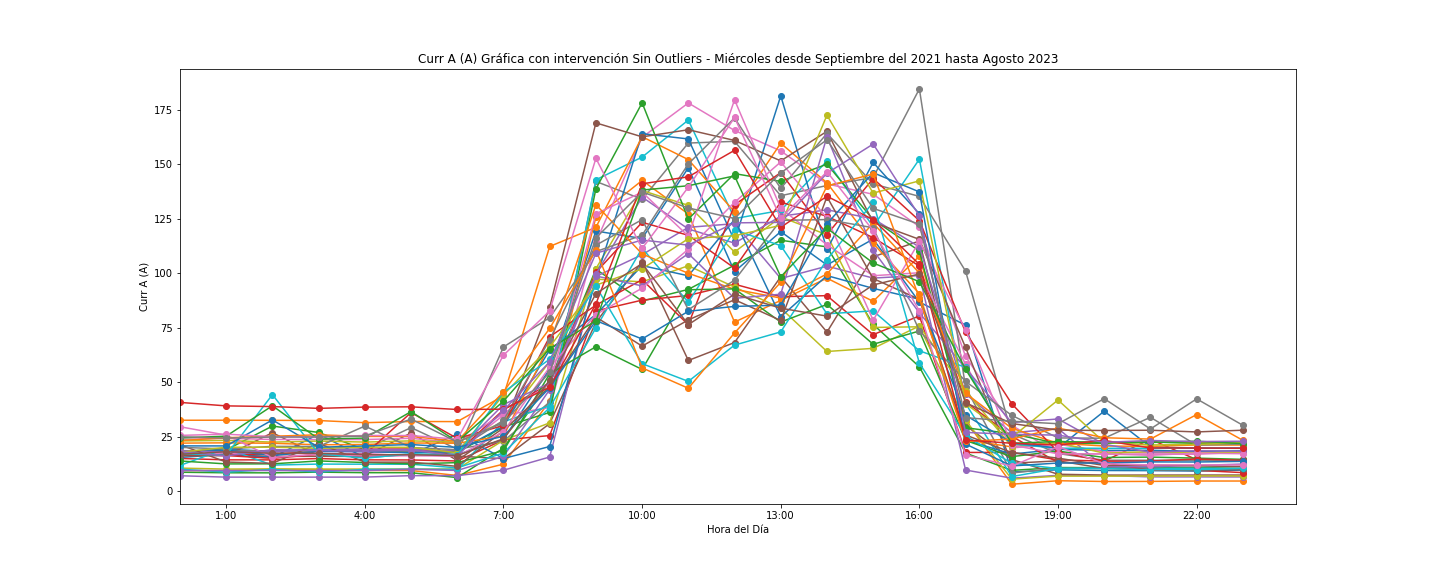 Curr A (A) Gráfica con intervención Sin Outliers - Miércoles desde Septiembre del 2021 hasta Agosto 2023
175
150
125
100
75
50
25
0
Curr A (A)
1:00 4:00 7:00 10:00 13:00 16:00 19:00 22:00
Hora del Día